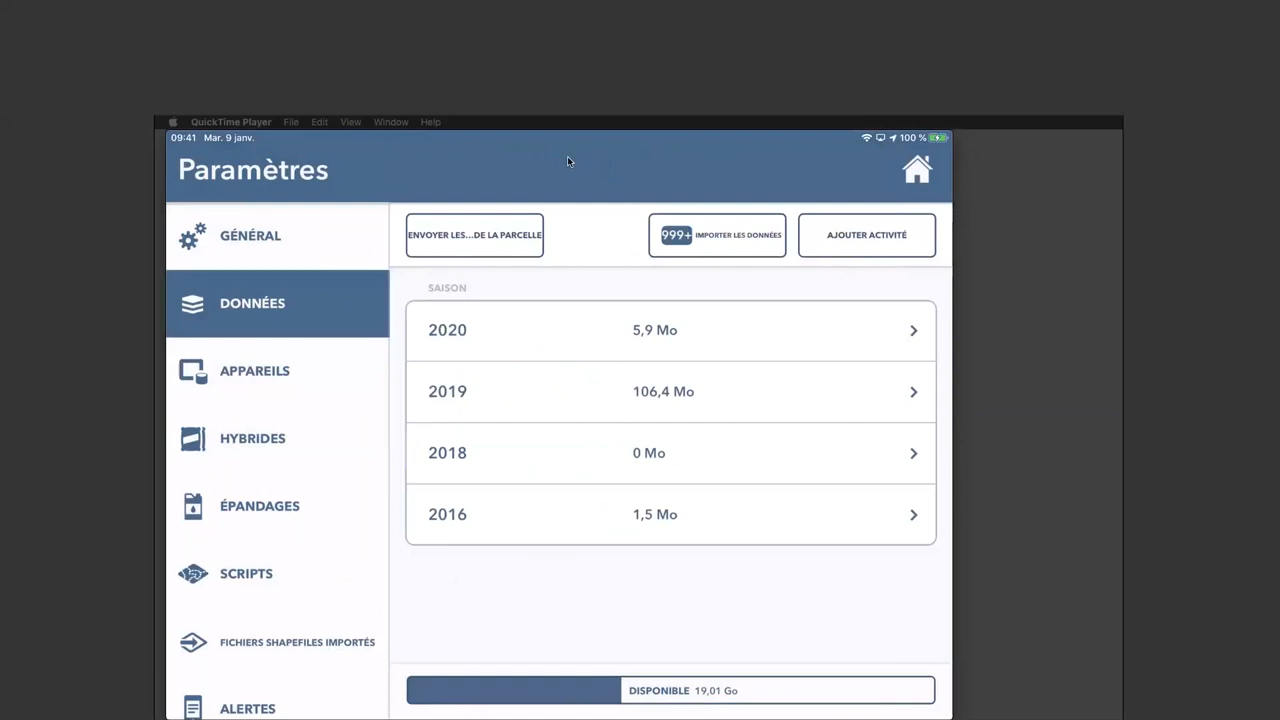 QuickTime Player File Edit View Window Help
09:41 Mar. 9 janv. 100 %
Paramètres
GÉNÉRAL
DONNÉES
APPAREILS
HYBRIDES
ÉPANDAGES
SCRIPTS
FICHIERS SHAPEFILES IMPORTÉS
ALERTES
ENVOYER LES...DE LA PARCELLE
999+ IMPORTER LES DONNÉES
AJOUTER ACTIVITÉ
SAISON
2020 5,9 Mo
2019 106,4 Mo
2018 0 Mo
2016 1,5 Mo
DISPONIBLE 19,01 Go